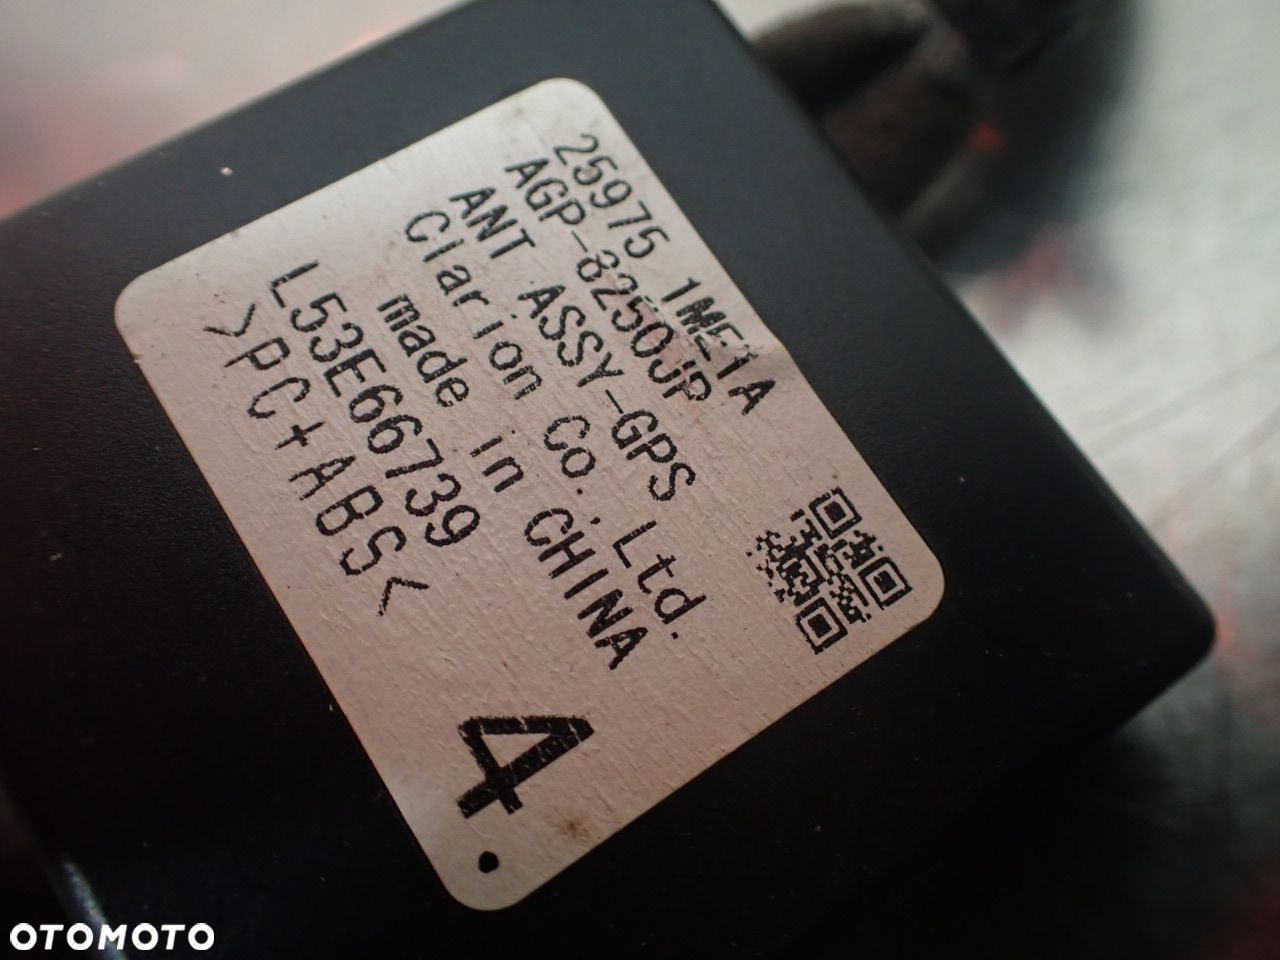 25975 1ME1A
AGP-8250JP
ANT ASSY-GPS
Clarion Co.,Ltd.
made in CHINA
L53E66739
>PC+ABS<
4
OTOMOTO